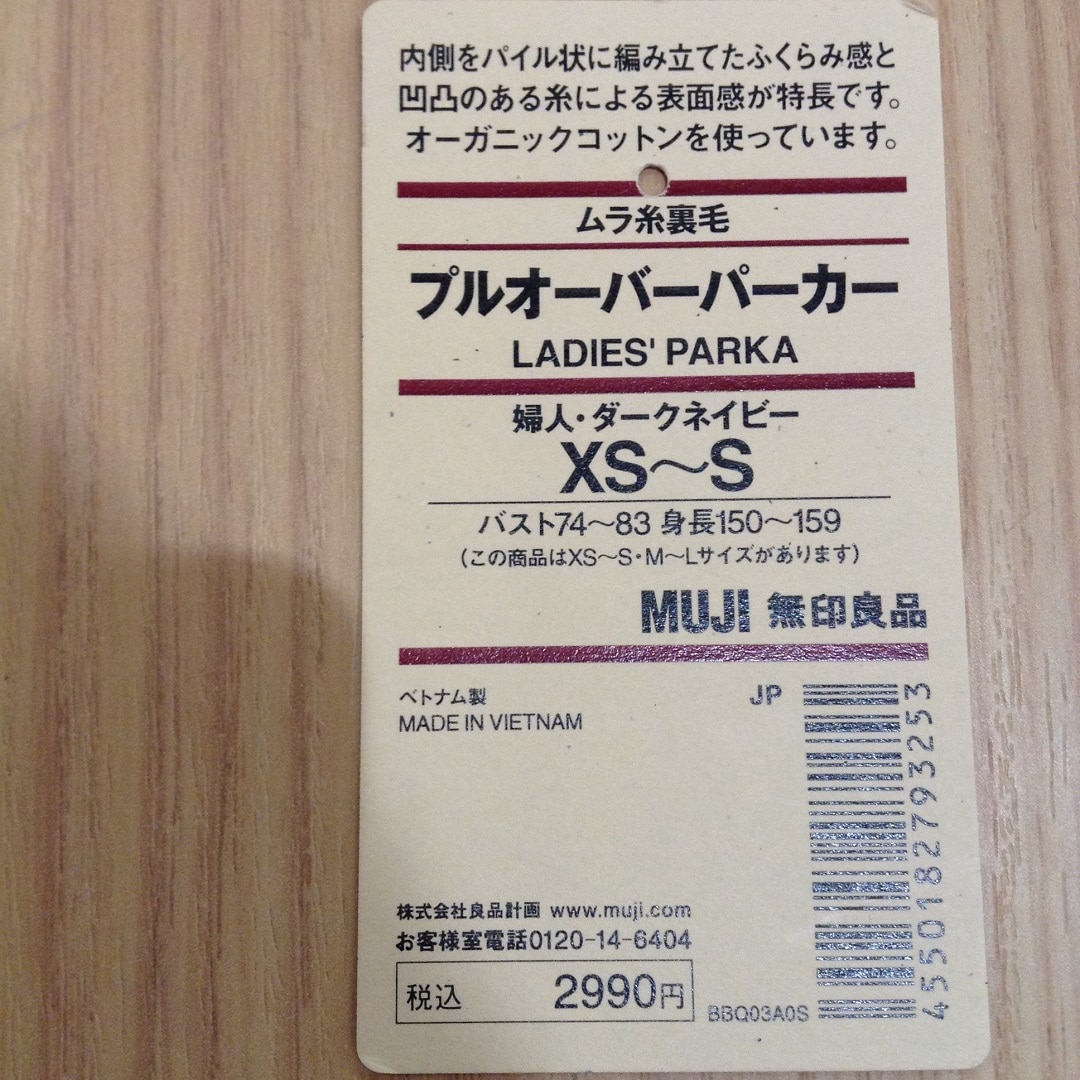 内側をパイル状に編み立てたふくらみ感と
凹凸のある糸による表面感が特長です。
オーガニックコットンを使っています。
ムラ糸裏毛
プルオーバーパーカー
LADIES' PARKA
婦人・ダークネイビー
XS〜S
バスト74〜83 身長150〜159
(この商品はXS〜S・M〜Lサイズがあります)
MUJI 無印良品
ベトナム製
MADE IN VIETNAM
JP
4550182793253
株式会社良品計画 www.muji.com
お客様室電話0120-14-6404
税込 2990円
BBQ03A0S